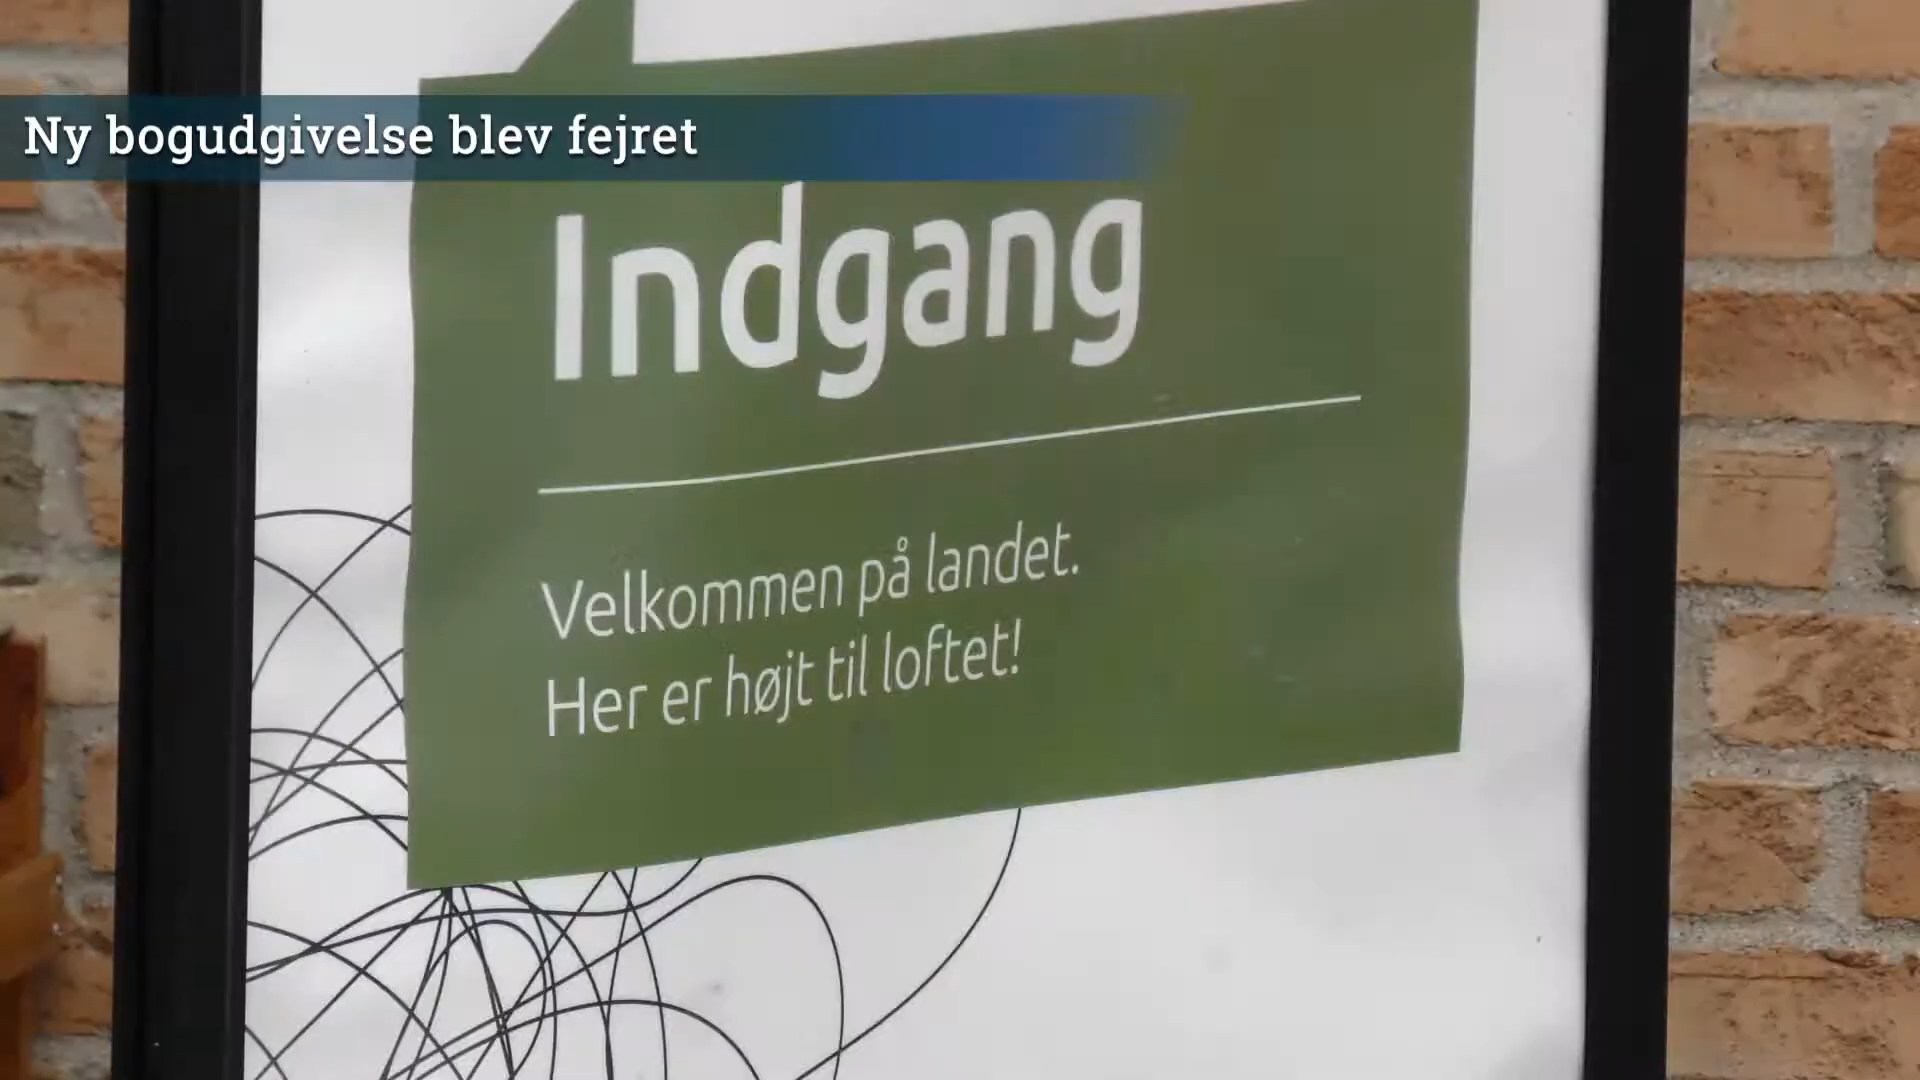 Ny bogudgivelse blev fejret
Indgang
Velkommen på landet.
Her er højt til loftet!